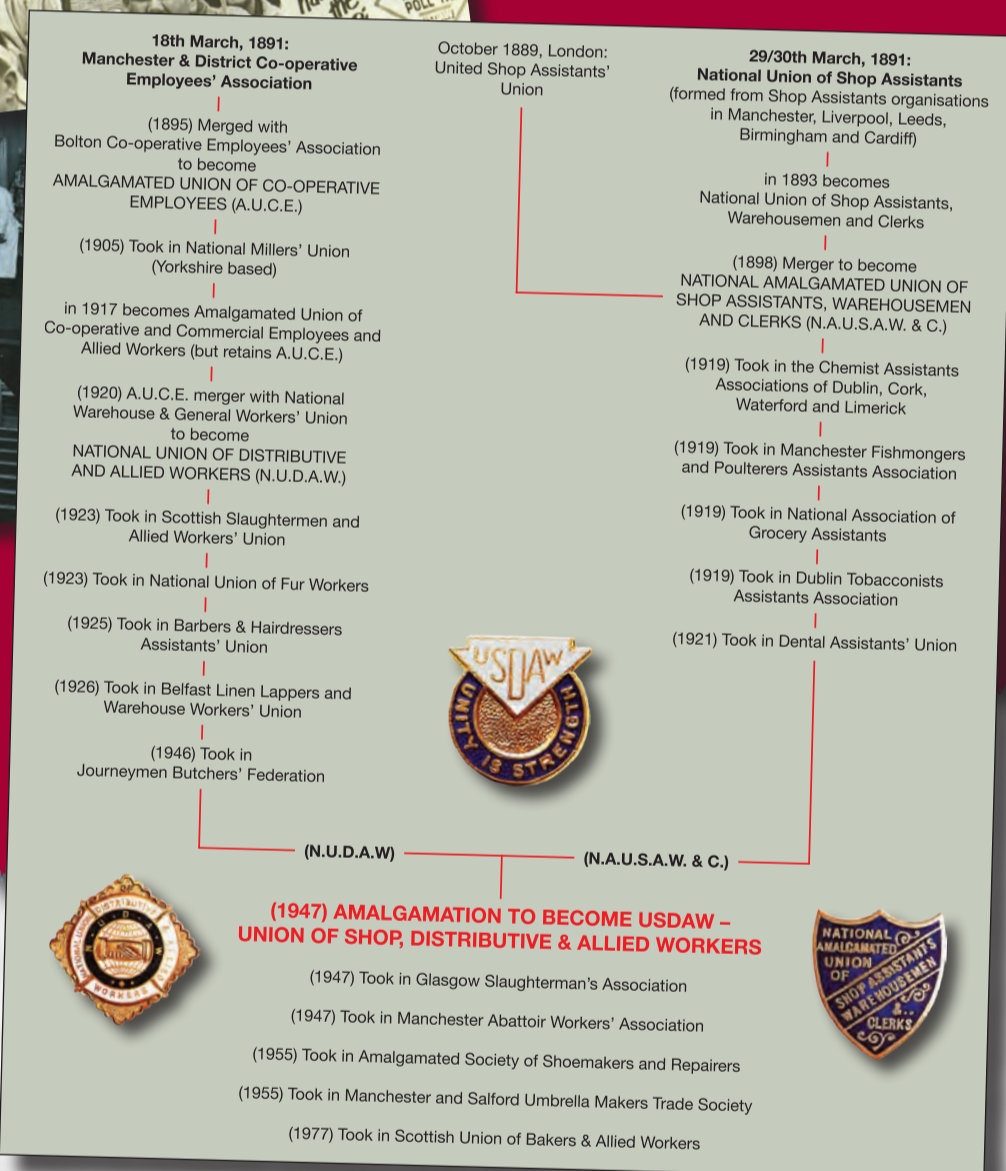 POLL
18th March, 1891:
Manchester & District Co-operative
Employees' Association
(1895) Merged with
Bolton Co-operative Employees' Association
to become
AMALGAMATED UNION OF CO-OPERATIVE
EMPLOYEES (A.U.C.E.)
(1905) Took in National Millers' Union
(Yorkshire based)
in 1917 becomes Amalgamated Union of
Co-operative and Commercial Employees and
Allied Workers (but retains A.U.C.E.)
(1920) A.U.C.E. merger with National
Warehouse & General Workers' Union
to become
NATIONAL UNION OF DISTRIBUTIVE
AND ALLIED WORKERS (N.U.D.A.W.)
(1923) Took in Scottish Slaughtermen and
Allied Workers' Union
(1923) Took in National Union of Fur Workers
(1925) Took in Barbers & Hairdressers
Assistants' Union
(1926) Took in Belfast Linen Lappers and
Warehouse Workers' Union
(1946) Took in
Journeymen Butchers' Federation
October 1889, London:
United Shop Assistants'
Union
29/30th March, 1891:
National Union of Shop Assistants
(formed from Shop Assistants organisations
in Manchester, Liverpool, Leeds,
Birmingham and Cardiff)
in 1893 becomes
National Union of Shop Assistants,
Warehousemen and Clerks
(1898) Merger to become
NATIONAL AMALGAMATED UNION OF
SHOP ASSISTANTS, WAREHOUSEMEN
AND CLERKS (N.A.U.S.A.W. & C.)
(1919) Took in the Chemist Assistants
Associations of Dublin, Cork,
Waterford and Limerick
(1919) Took in Manchester Fishmongers
and Poulterers Assistants Association
(1919) Took in National Association of
Grocery Assistants
(1919) Took in Dublin Tobacconists
Assistants Association
(1921) Took in Dental Assistants' Union
USDAW
UNITY IS STRENGTH
(N.U.D.A.W)
(N.A.U.S.A.W. & C.)
(1947) AMALGAMATION TO BECOME USDAW –
UNION OF SHOP, DISTRIBUTIVE & ALLIED WORKERS
NATIONAL UNION OF DISTRIBUTIVE & ALLIED WORKERS
N U D A W
NATIONAL
AMALGAMATED
UNION
OF
SHOP ASSISTANTS
WAREHOUSEMEN
&..
CLERKS
(1947) Took in Glasgow Slaughterman's Association
(1947) Took in Manchester Abattoir Workers' Association
(1955) Took in Amalgamated Society of Shoemakers and Repairers
(1955) Took in Manchester and Salford Umbrella Makers Trade Society
(1977) Took in Scottish Union of Bakers & Allied Workers